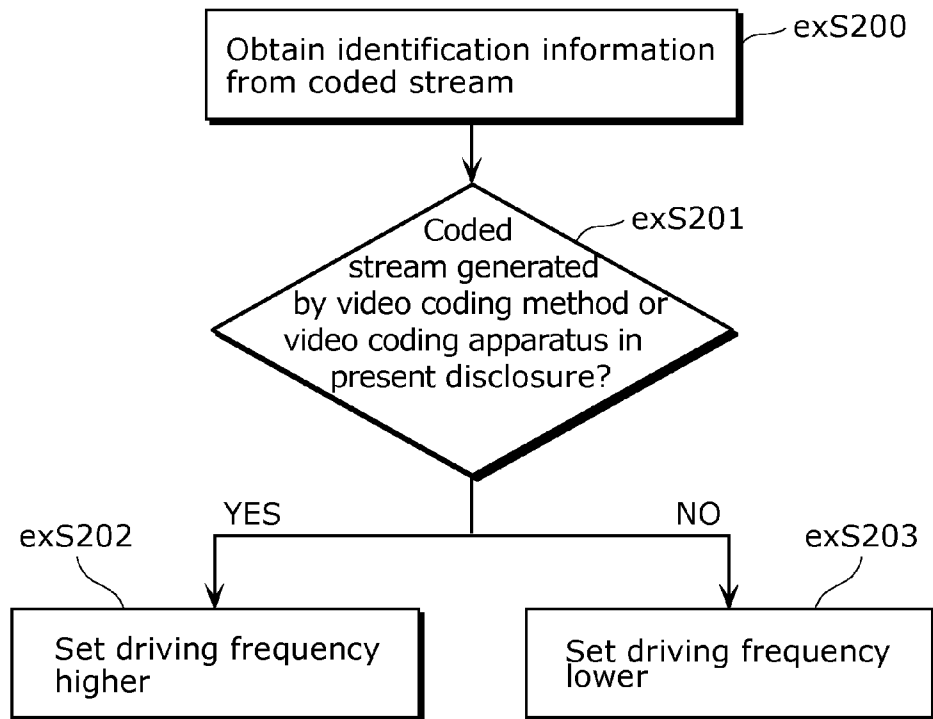 exS200
Obtain identification information
from coded stream
exS201
Coded
stream generated
by video coding method or
video coding apparatus in
present disclosure?
YES
NO
exS202
exS203
Set driving frequency
higher
Set driving frequency
lower